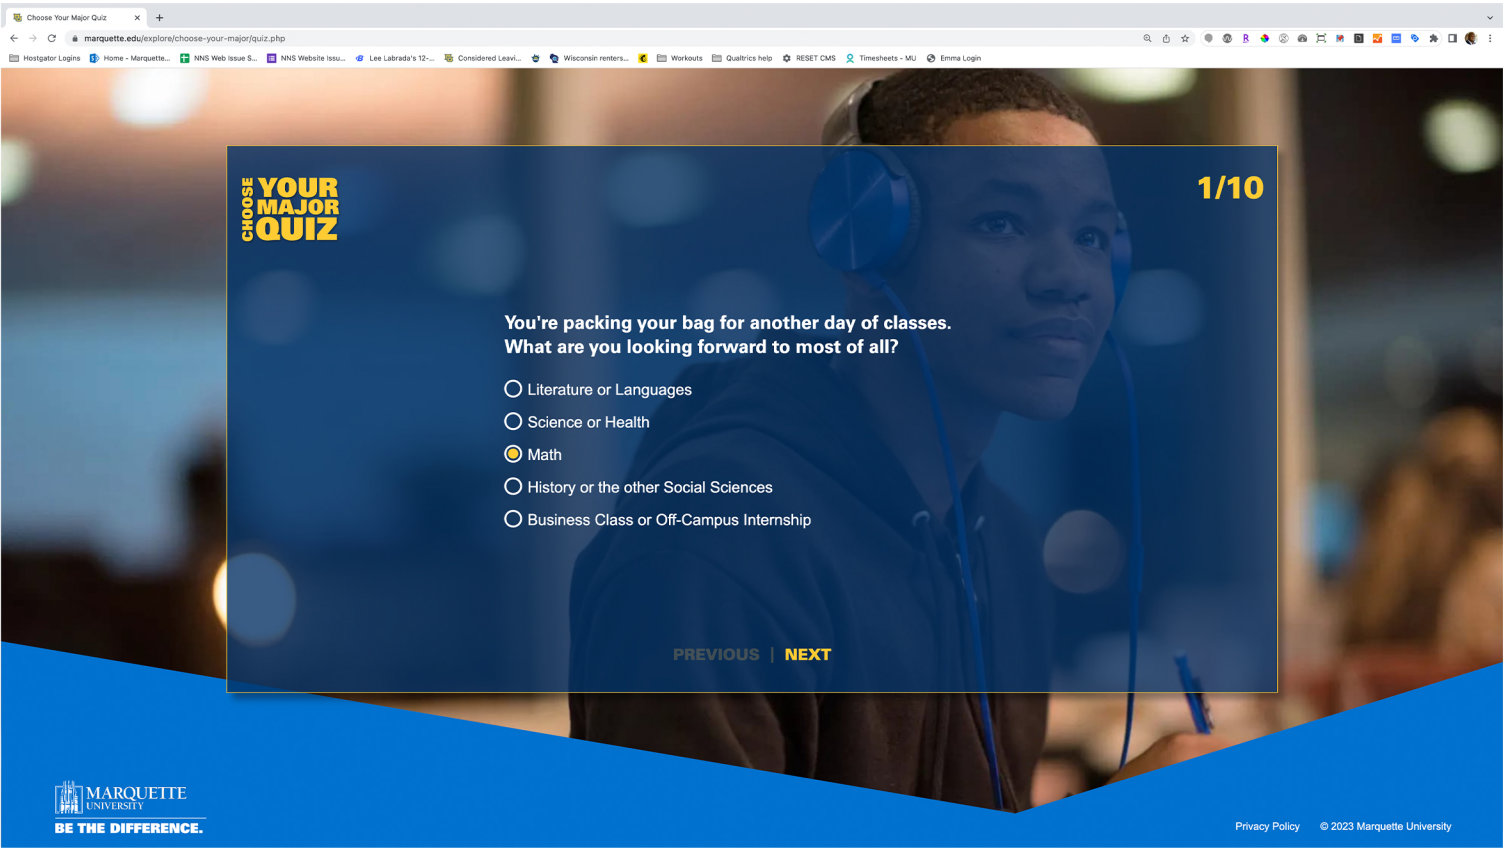 Choose Your Major Quiz
marquette.edu/explore/choose-your-major/quiz.php
Hostgator Logins
Home - Marquette...
NNS Web Issue S...
NNS Website Issu...
Lee Labrada's 12-...
Considered Leavi...
Wisconsin renters...
Workouts
Qualtrics help
RESET CMS
Timesheets - MU
Emma Login
CHOOSE
YOUR
MAJOR
QUIZ
1/10
You're packing your bag for another day of classes.
What are you looking forward to most of all?
Literature or Languages
Science or Health
Math
History or the other Social Sciences
Business Class or Off-Campus Internship
PREVIOUS | NEXT
MARQUETTE
UNIVERSITY
BE THE DIFFERENCE.
Privacy Policy © 2023 Marquette University